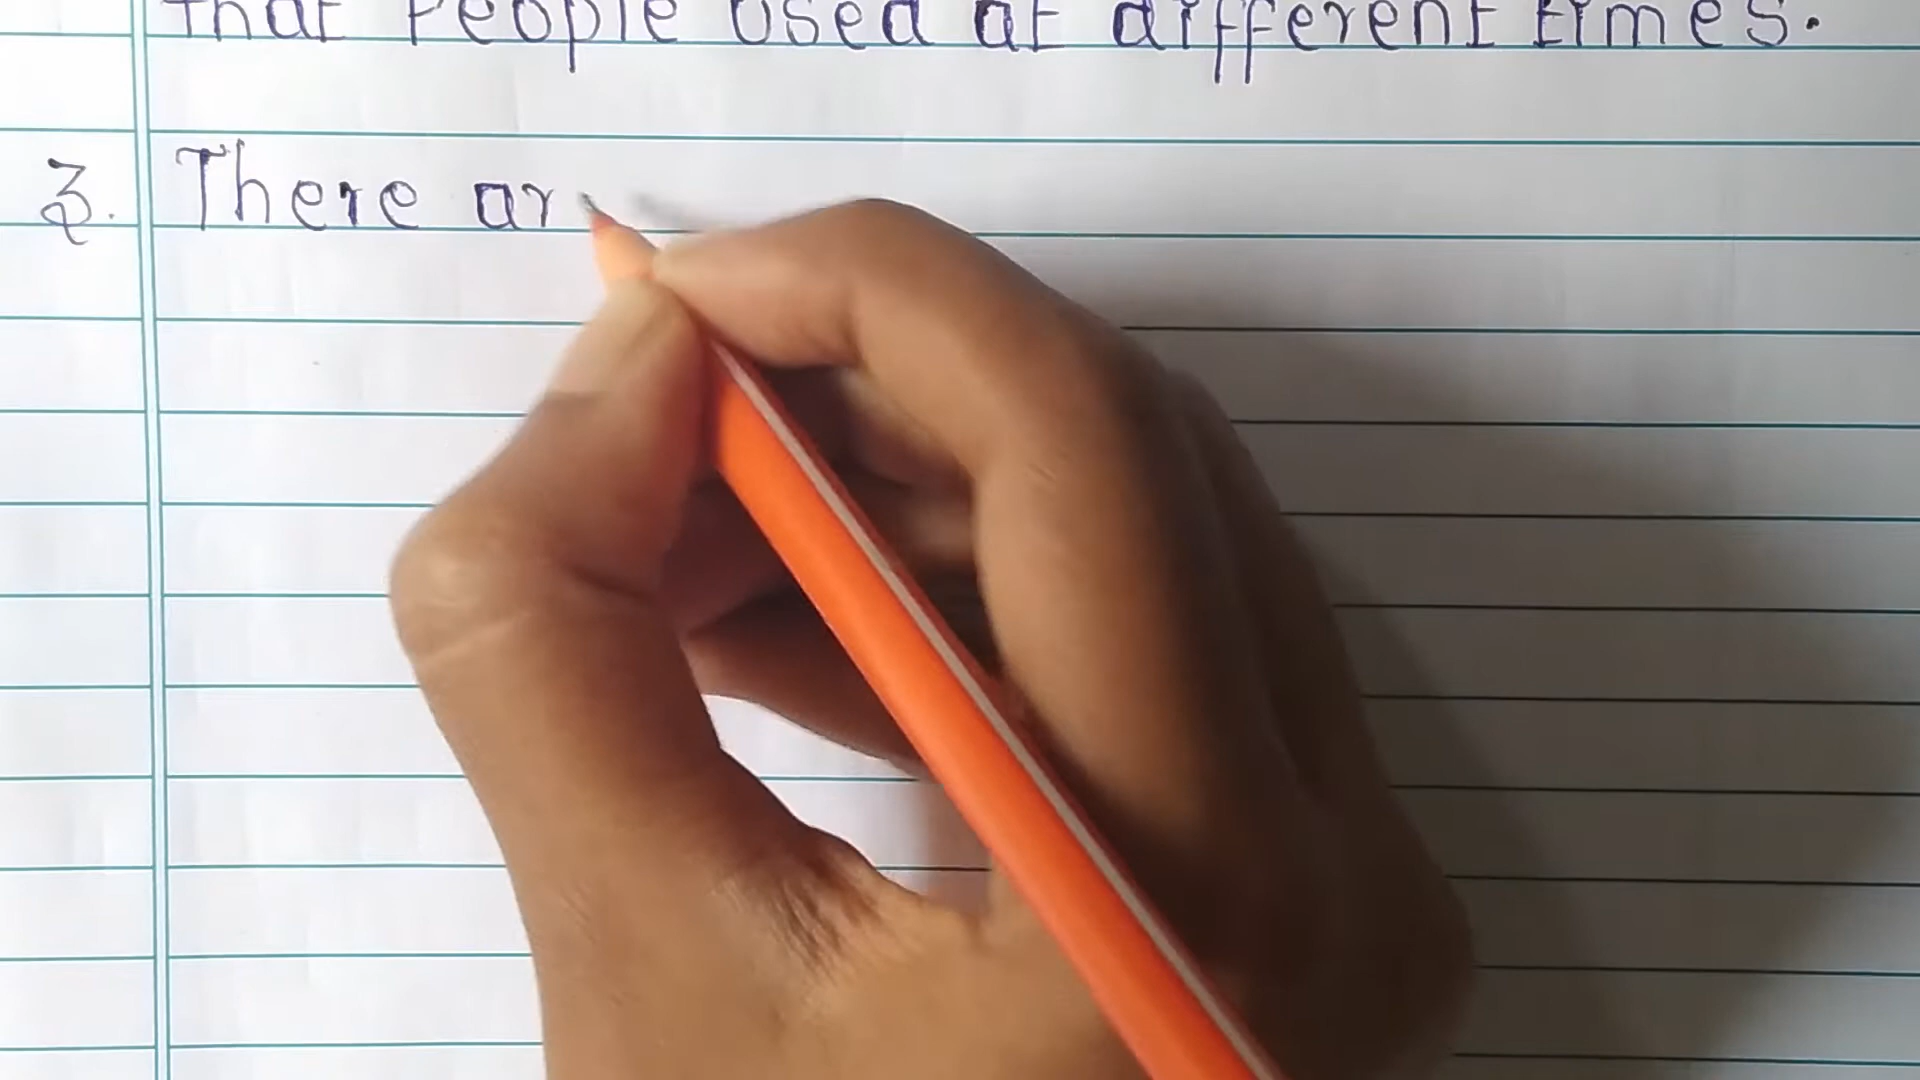 that People used at different times.
3. There ar